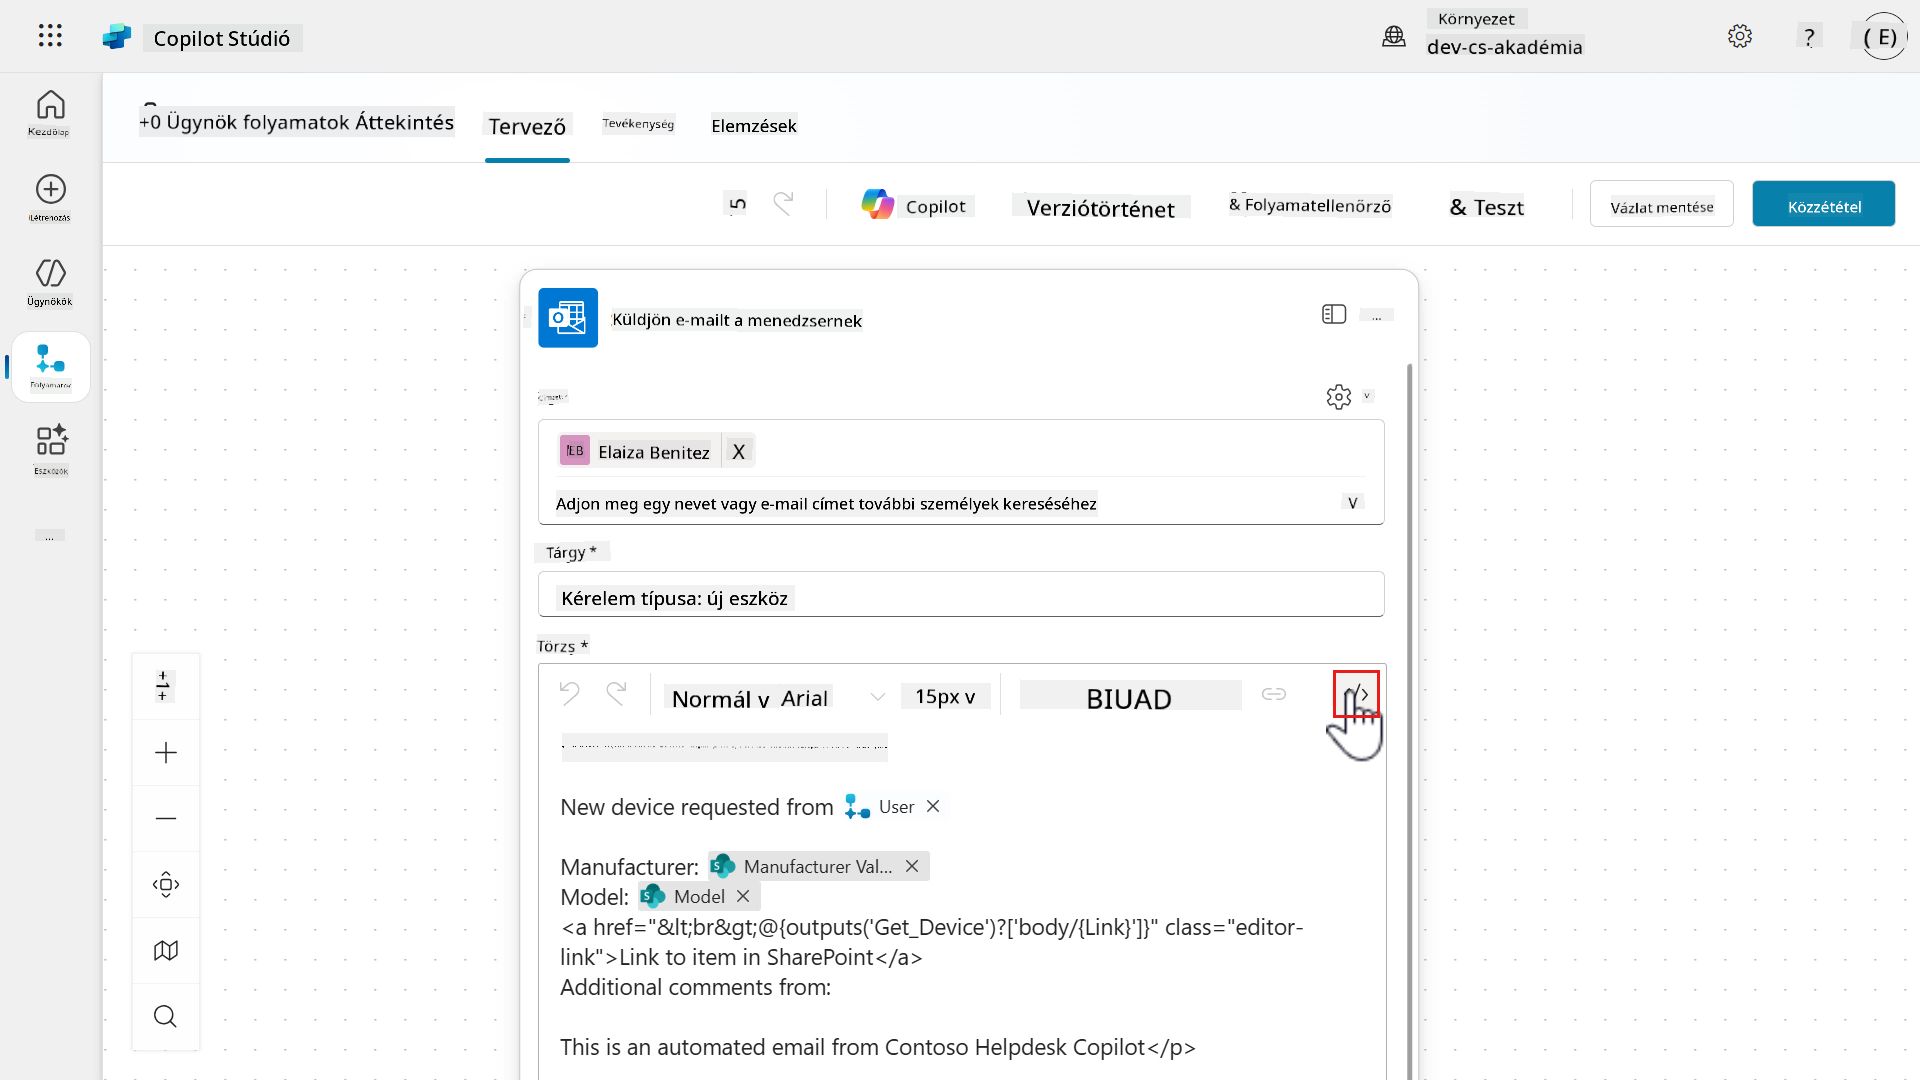 Copilot Stúdió
Környezet
dev-cs-akadémia
?
( E)
Kezdőlap
Létrehozás
Ügynökök
Folyamatok
Eszközök
...
+0 Ügynök folyamatok Áttekintés
Tervező
Tevékenység
Elemzések
Copilot
Verziótörténet
& Folyamatellenőrző
& Teszt
Vázlat mentése
Közzététel
Küldjön e-mailt a menedzsernek
...
EB
Elaiza Benitez
X
Adjon meg egy nevet vagy e-mail címet további személyek kereséséhez
V
Tárgy *
Kérelem típusa: új eszköz
Törzs *
Normál v Arial
15px v
BIUAD
New device requested from User
Manufacturer: Manufacturer Val...
Model: Model
<a href="&lt;br&gt;@{outputs('Get_Device')?['body/{Link}']}" class="editor-
link">Link to item in SharePoint</a>
Additional comments from:
This is an automated email from Contoso Helpdesk Copilot</p>